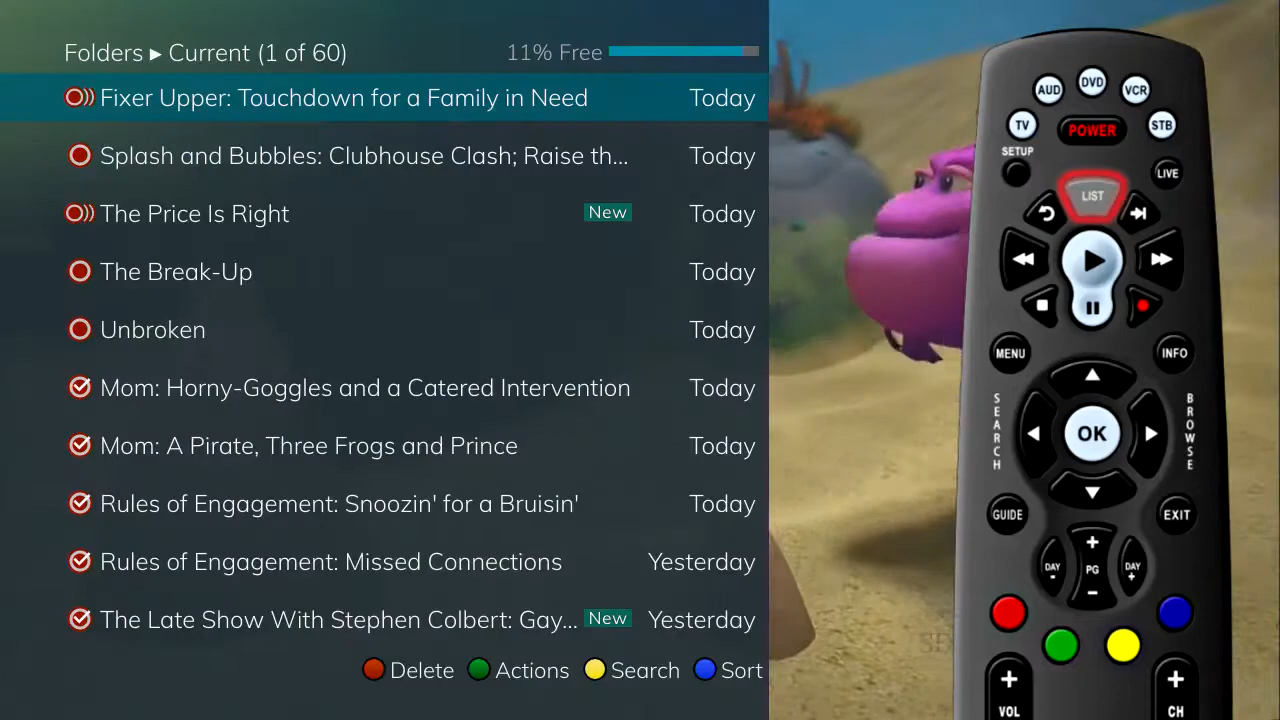 Folders ▸ Current (1 of 60) 11% Free
Fixer Upper: Touchdown for a Family in Need Today
Splash and Bubbles: Clubhouse Clash; Raise th... Today
The Price Is Right New Today
The Break-Up Today
Unbroken Today
Mom: Horny-Goggles and a Catered Intervention Today
Mom: A Pirate, Three Frogs and Prince Today
Rules of Engagement: Snoozin' for a Bruisin' Today
Rules of Engagement: Missed Connections Yesterday
The Late Show With Stephen Colbert: Gay... New Yesterday
Delete Actions Search Sort
AUD DVD VCR
TV POWER STB
SETUP
LIVE
LIST
MENU INFO
SEARCH OK BROWSE
GUIDE EXIT
DAY - + PG - DAY +
+ +
VOL CH